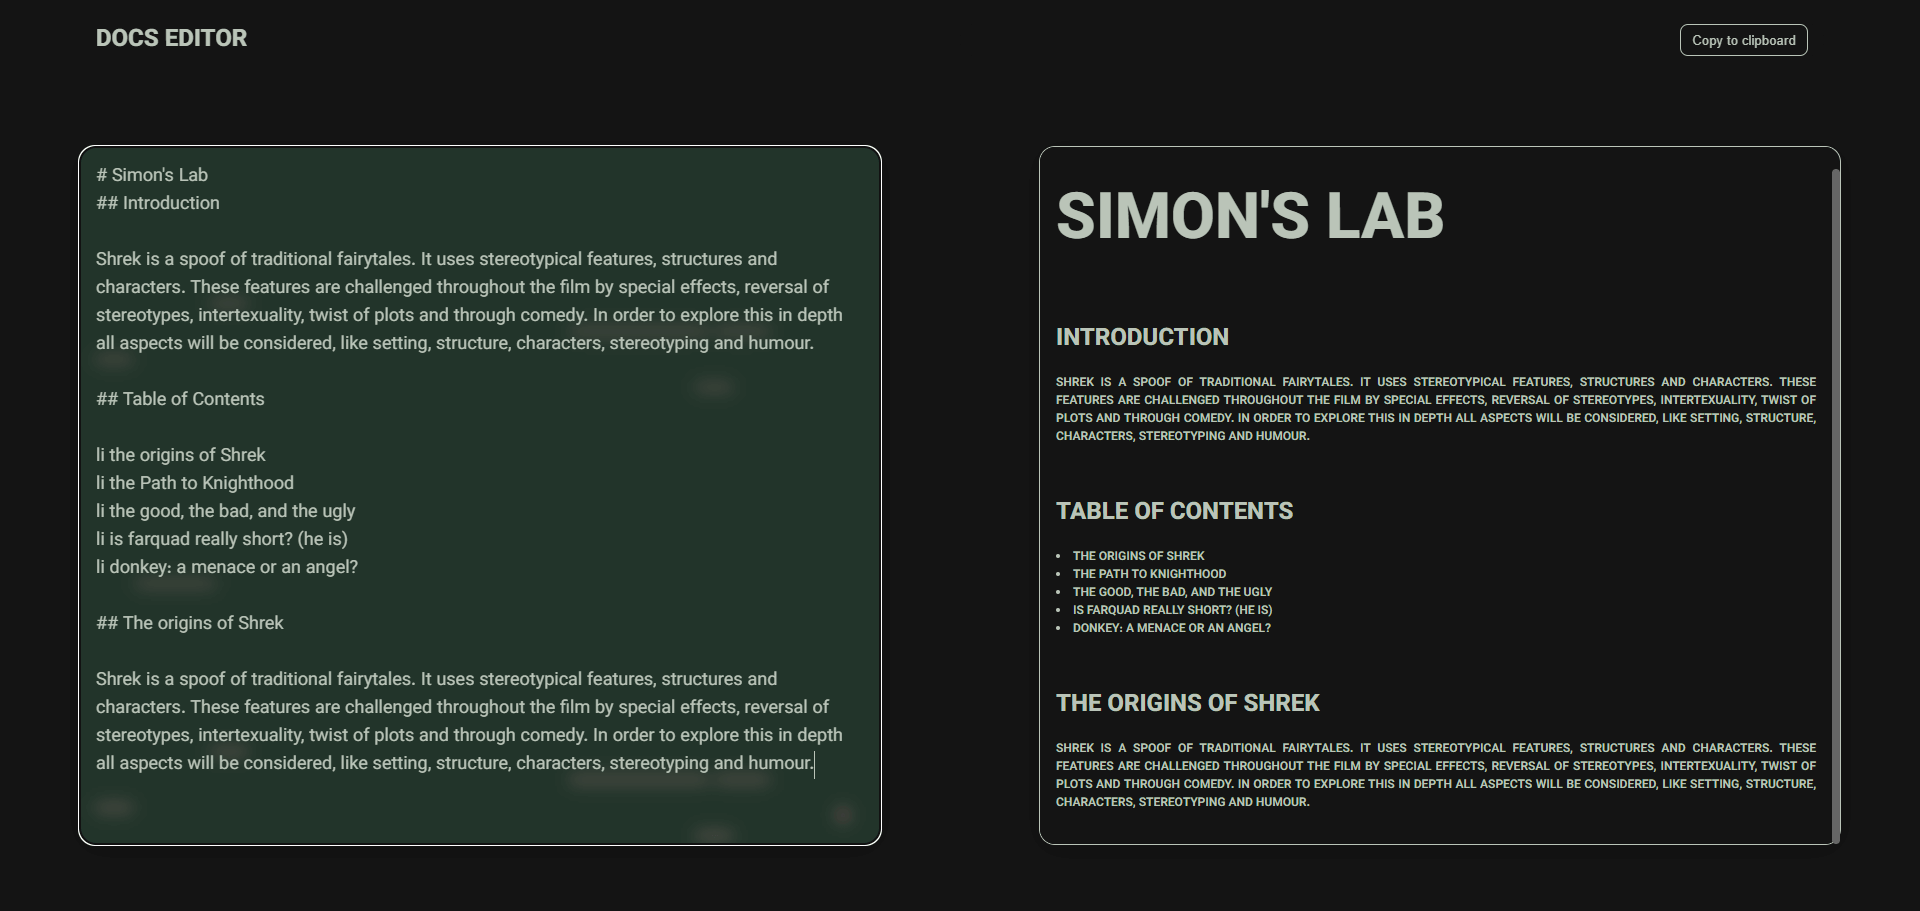 DOCS EDITOR
Copy to clipboard
# Simon's Lab
## Introduction
Shrek is a spoof of traditional fairytales. It uses stereotypical features, structures and
characters. These features are challenged throughout the film by special effects, reversal of
stereotypes, intertexuality, twist of plots and through comedy. In order to explore this in depth
all aspects will be considered, like setting, structure, characters, stereotyping and humour.
## Table of Contents
li the origins of Shrek
li the Path to Knighthood
li the good, the bad, and the ugly
li is farquad really short? (he is)
li donkey: a menace or an angel?
## The origins of Shrek
Shrek is a spoof of traditional fairytales. It uses stereotypical features, structures and
characters. These features are challenged throughout the film by special effects, reversal of
stereotypes, intertexuality, twist of plots and through comedy. In order to explore this in depth
all aspects will be considered, like setting, structure, characters, stereotyping and humour.
SIMON'S LAB
INTRODUCTION
SHREK IS A SPOOF OF TRADITIONAL FAIRYTALES. IT USES STEREOTYPICAL FEATURES, STRUCTURES AND CHARACTERS. THESE
FEATURES ARE CHALLENGED THROUGHOUT THE FILM BY SPECIAL EFFECTS, REVERSAL OF STEREOTYPES, INTERTEXUALITY, TWIST OF
PLOTS AND THROUGH COMEDY. IN ORDER TO EXPLORE THIS IN DEPTH ALL ASPECTS WILL BE CONSIDERED, LIKE SETTING, STRUCTURE,
CHARACTERS, STEREOTYPING AND HUMOUR.
TABLE OF CONTENTS
• THE ORIGINS OF SHREK
• THE PATH TO KNIGHTHOOD
• THE GOOD, THE BAD, AND THE UGLY
• IS FARQUAD REALLY SHORT? (HE IS)
• DONKEY: A MENACE OR AN ANGEL?
THE ORIGINS OF SHREK
SHREK IS A SPOOF OF TRADITIONAL FAIRYTALES. IT USES STEREOTYPICAL FEATURES, STRUCTURES AND CHARACTERS. THESE
FEATURES ARE CHALLENGED THROUGHOUT THE FILM BY SPECIAL EFFECTS, REVERSAL OF STEREOTYPES, INTERTEXUALITY, TWIST OF
PLOTS AND THROUGH COMEDY. IN ORDER TO EXPLORE THIS IN DEPTH ALL ASPECTS WILL BE CONSIDERED, LIKE SETTING, STRUCTURE,
CHARACTERS, STEREOTYPING AND HUMOUR.